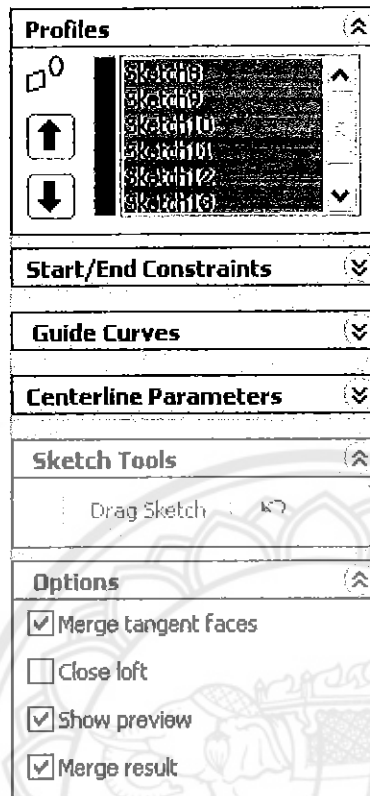 Profiles
Sketch8
Sketch9
Sketch10
Sketch11
Sketch12
Start/End Constraints
Guide Curves
Centerline Parameters
Sketch Tools
Drag Sketch
Options
Merge tangent faces
Close loft
Show preview
Merge result